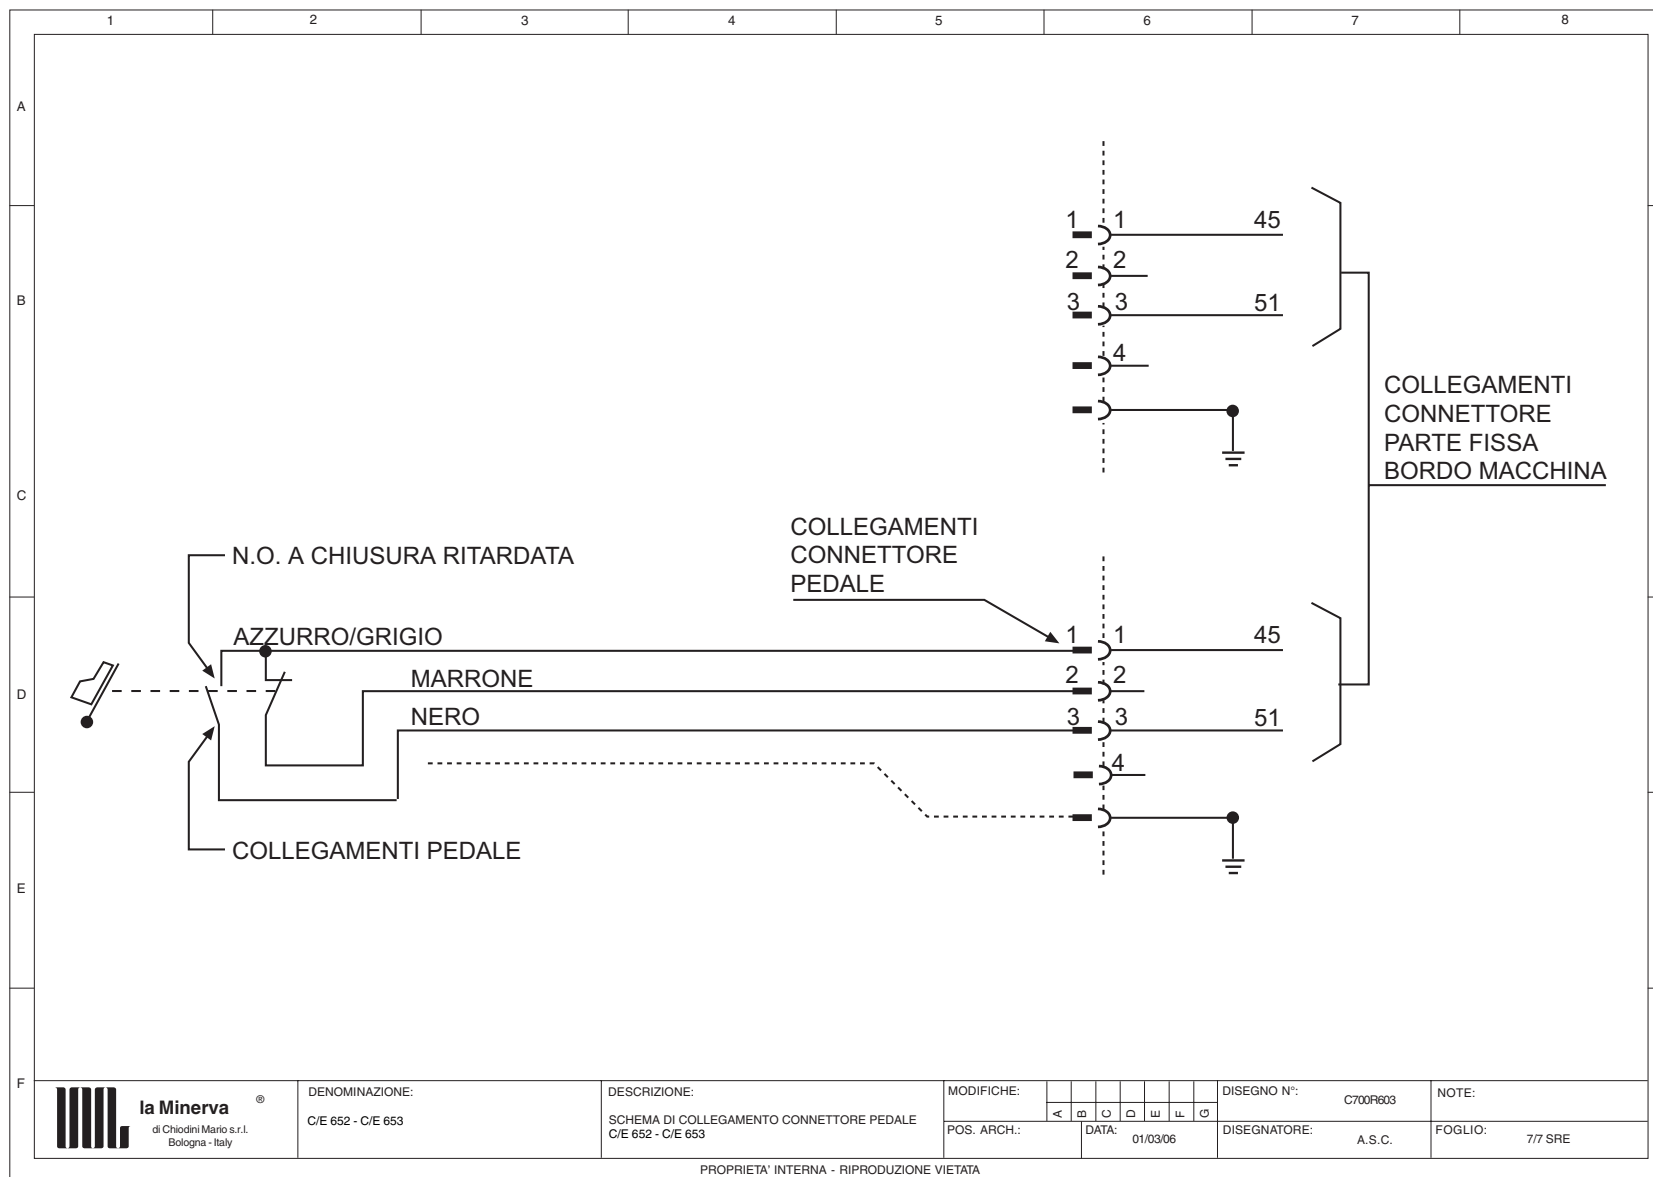 1 2 3 4 5 6 7 8
A
B
C
D
E
F
1 1 45
2 2
3 3 51
4
COLLEGAMENTI
CONNETTORE
PARTE FISSA
BORDO MACCHINA
COLLEGAMENTI
CONNETTORE
PEDALE
N.O. A CHIUSURA RITARDATA
AZZURRO/GRIGIO
MARRONE
NERO
1 1 45
2 2
3 3 51
4
COLLEGAMENTI PEDALE
la Minerva ®
di Chiodini Mario s.r.l.
Bologna - Italy
DENOMINAZIONE:
C/E 652 - C/E 653
DESCRIZIONE:
SCHEMA DI COLLEGAMENTO CONNETTORE PEDALE
C/E 652 - C/E 653
MODIFICHE:
A B C D E F G
POS. ARCH.:
DATA:
01/03/06
DISEGNO N°:
C700R603
DISEGNATORE:
A.S.C.
NOTE:
FOGLIO:
7/7 SRE
PROPRIETA' INTERNA - RIPRODUZIONE VIETATA